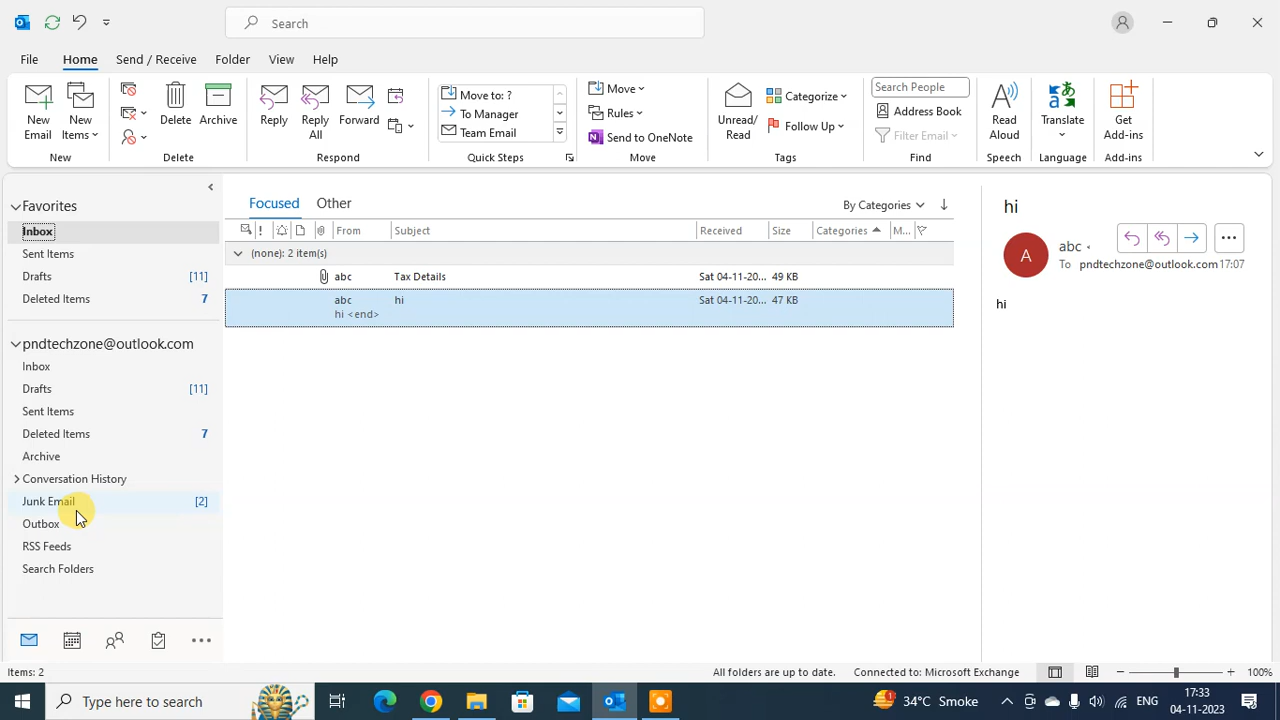 Search
File Home Send / Receive Folder View Help
New Email
New Items
Delete
Archive
Reply
Reply All
Forward
Move to: ?
To Manager
Team Email
Move
Rules
Send to OneNote
Unread/ Read
Categorize
Follow Up
Search People
Address Book
Filter Email
Read Aloud
Translate
Get Add-ins
New Delete Respond Quick Steps Move Tags Find Speech Language Add-ins
Favorites
Inbox
Sent Items
Drafts [11]
Deleted Items 7
pndtechzone@outlook.com
Inbox
Drafts [11]
Sent Items
Deleted Items 7
Archive
Conversation History
Junk Email [2]
Outbox
RSS Feeds
Search Folders
Focused Other By Categories
! From Subject Received Size Categories M...
(none): 2 item(s)
abc Tax Details Sat 04-11-20... 49 KB
abc hi Sat 04-11-20... 47 KB
hi <end>
hi
A
abc
To pndtechzone@outlook.com 17:07
hi
Items: 2 All folders are up to date. Connected to: Microsoft Exchange 100%
Type here to search 34°C Smoke ENG 17:33
04-11-2023